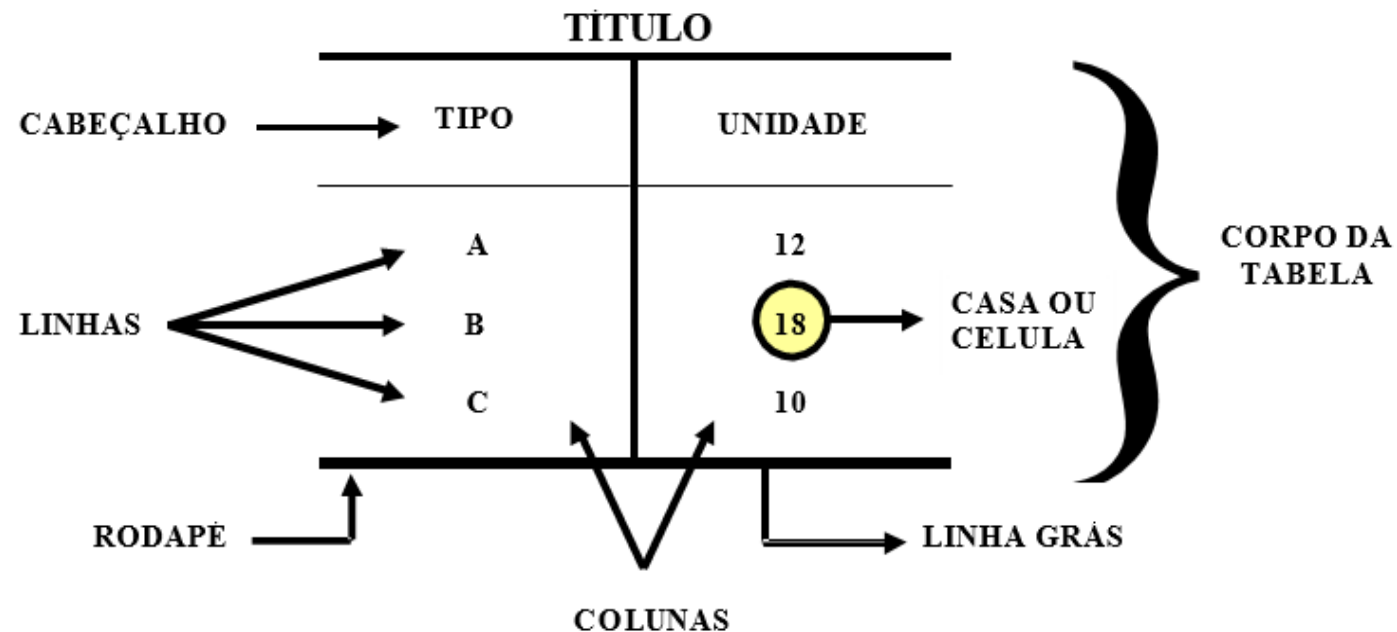 TÍTULO
CABEÇALHO
TIPO
UNIDADE
A
12
CORPO DA
TABELA
LINHAS
B
18
CASA OU
CELULA
C
10
RODAPÉ
LINHA GRÁS
COLUNAS